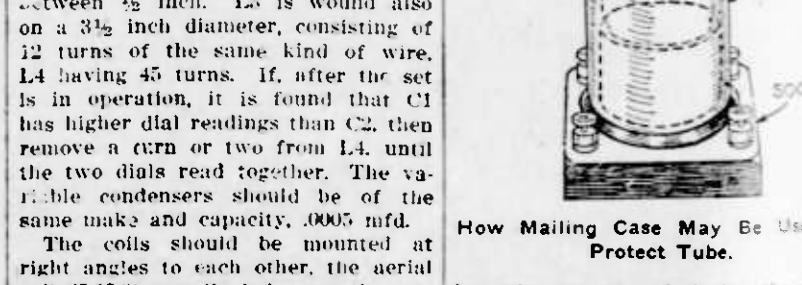 between ½ inch. L3 is wound also
on a 3½ inch diameter, consisting of
12 turns of the same kind of wire,
L4 having 45 turns. If, after the set
is in operation, it is found that C1
has higher dial readings than C2, then
remove a turn or two from L4, until
the two dials read together. The va-
riable condensers should be of the
same make and capacity, .0005 mfd.
The coils should be mounted at
right angles to each other, the aerial
How Mailing Case May Be
Protect Tube.